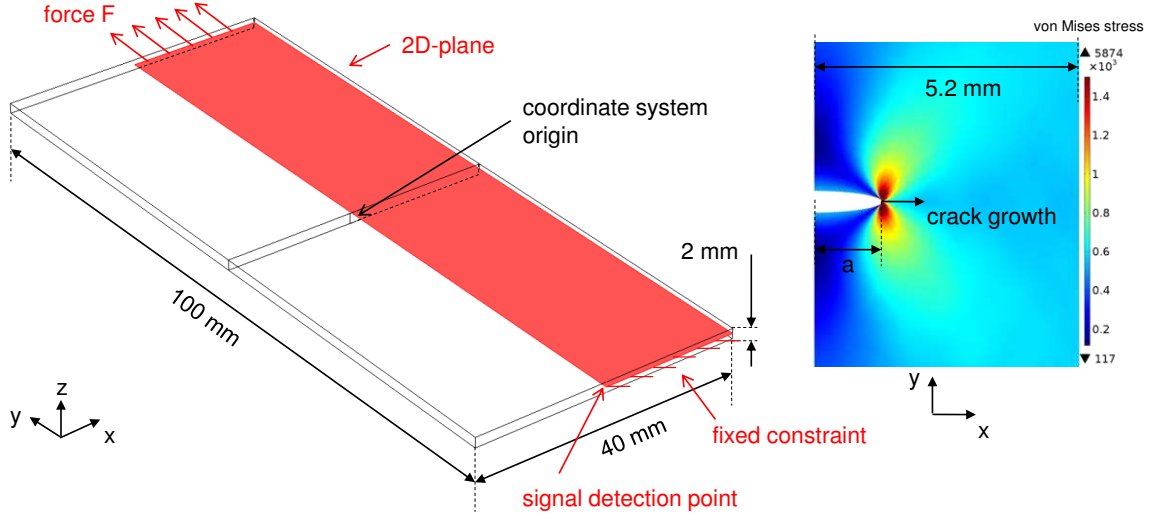 force F
2D-plane
coordinate system
origin
2 mm
100 mm
40 mm
fixed constraint
signal detection point
z
y
x
von Mises stress
5874
×10³
5.2 mm
1.4
1.2
1
0.8
0.6
0.4
0.2
117
crack growth
a
y
x